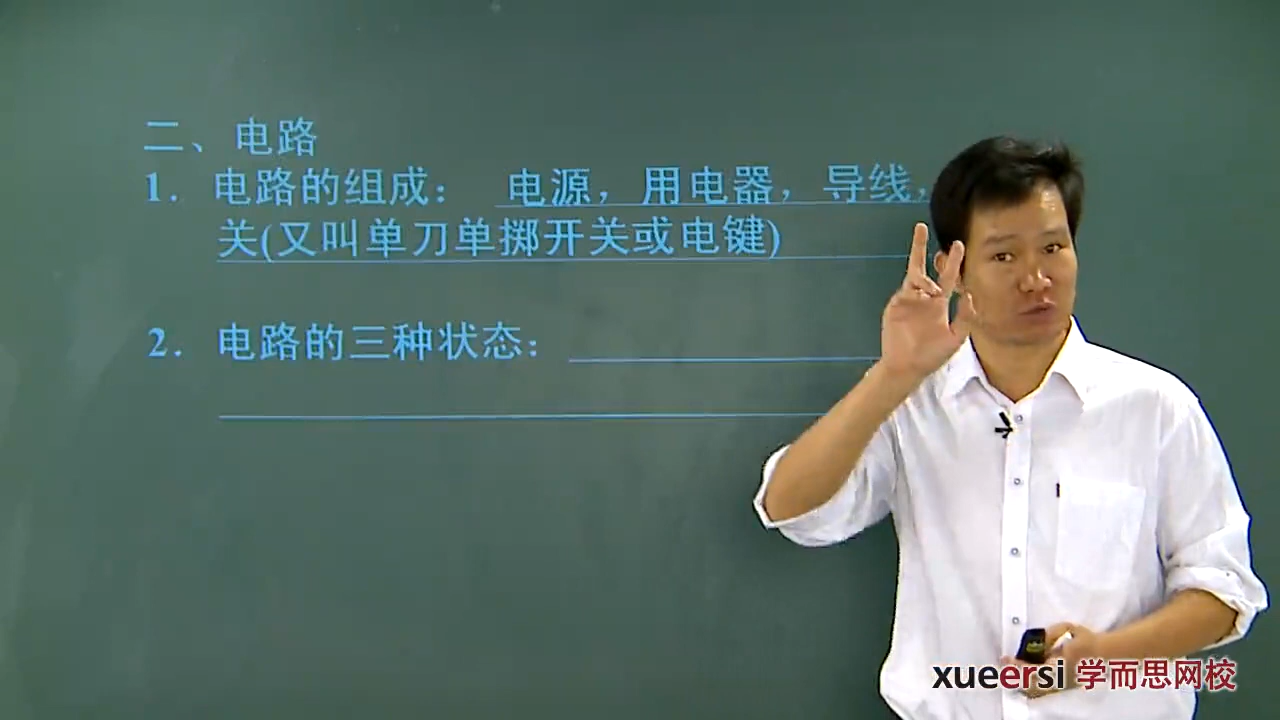 二、电路
1. 电路的组成： 电源，用电器，导线，
关(又叫单刀单掷开关或电键)
2. 电路的三种状态：
xueersi 学而思网校